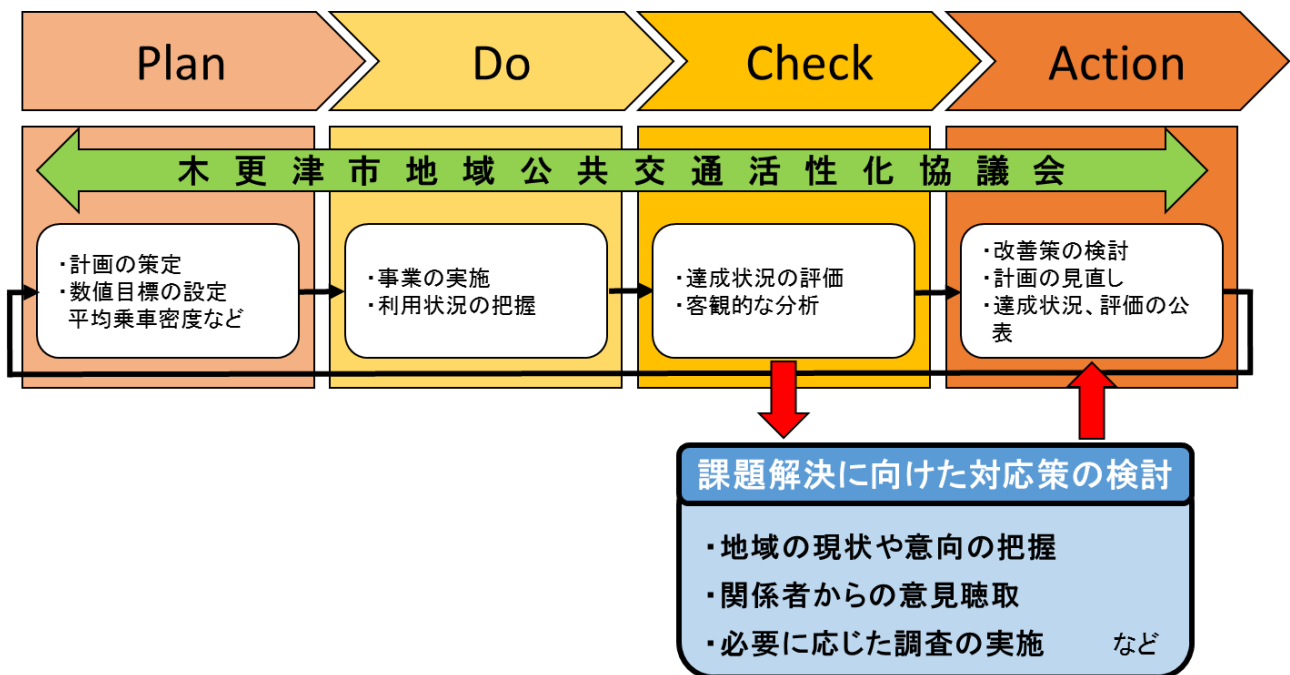 Plan
Do
Check
Action
木更津市地域公共交通活性化協議会
・計画の策定
・数値目標の設定
平均乗車密度など
・事業の実施
・利用状況の把握
・達成状況の評価
・客観的な分析
・改善策の検討
・計画の見直し
・達成状況、評価の公
表
課題解決に向けた対応策の検討
・地域の現状や意向の把握
・関係者からの意見聴取
・必要に応じた調査の実施　など